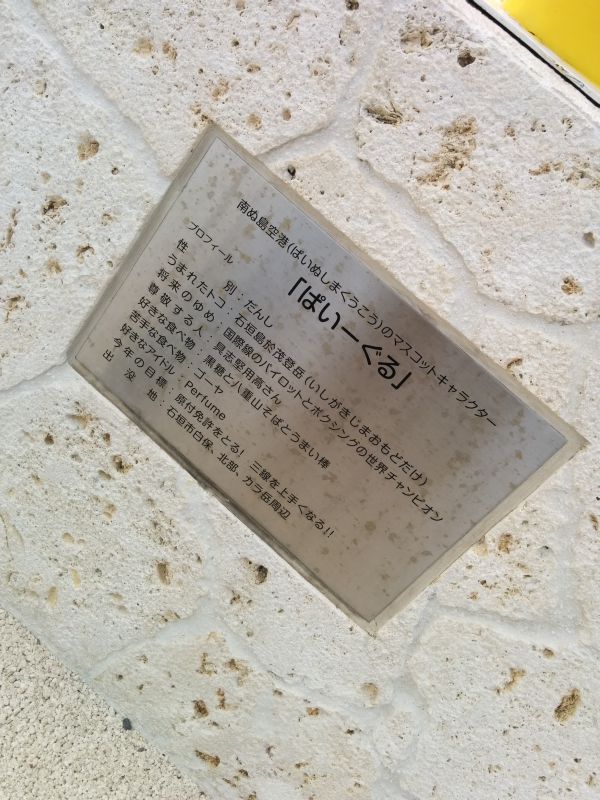 南ぬ島空港(ぱいぬしまくうこう)のマスコットキャラクター
「ぱいーぐる」
プロフィール
性別:だんし
うまれたトコ:石垣島於茂登岳(いしがきじまおもとだけ)
将来のゆめ:国際線のパイロットとボクシングの世界チャンピオン
尊敬する人:具志堅用高さん
好きな食べ物:黒糖と八重山そばとうまい棒
苦手な食べ物:ゴーヤ
好きなアイドル:Perfume
今年の目標:原付免許をとる! 三線を上手くなる!!
出没地:石垣市白保、北部、カラ岳周辺